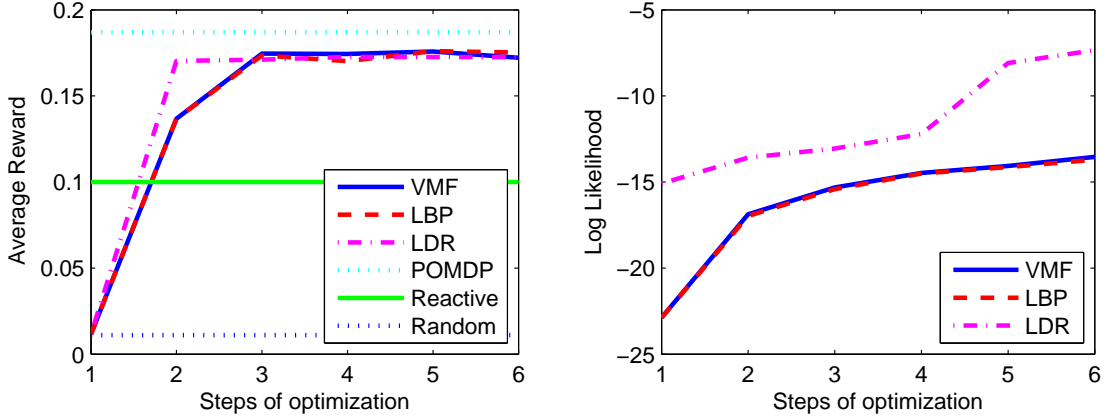 0.2
0.15
0.1
0.05
0
Average Reward
1 2 3 4 5 6
Steps of optimization
VMF
LBP
LDR
POMDP
Reactive
Random
−5
−10
−15
−20
−25
Log Likelihood
1 2 3 4 5 6
Steps of optimization
VMF
LBP
LDR